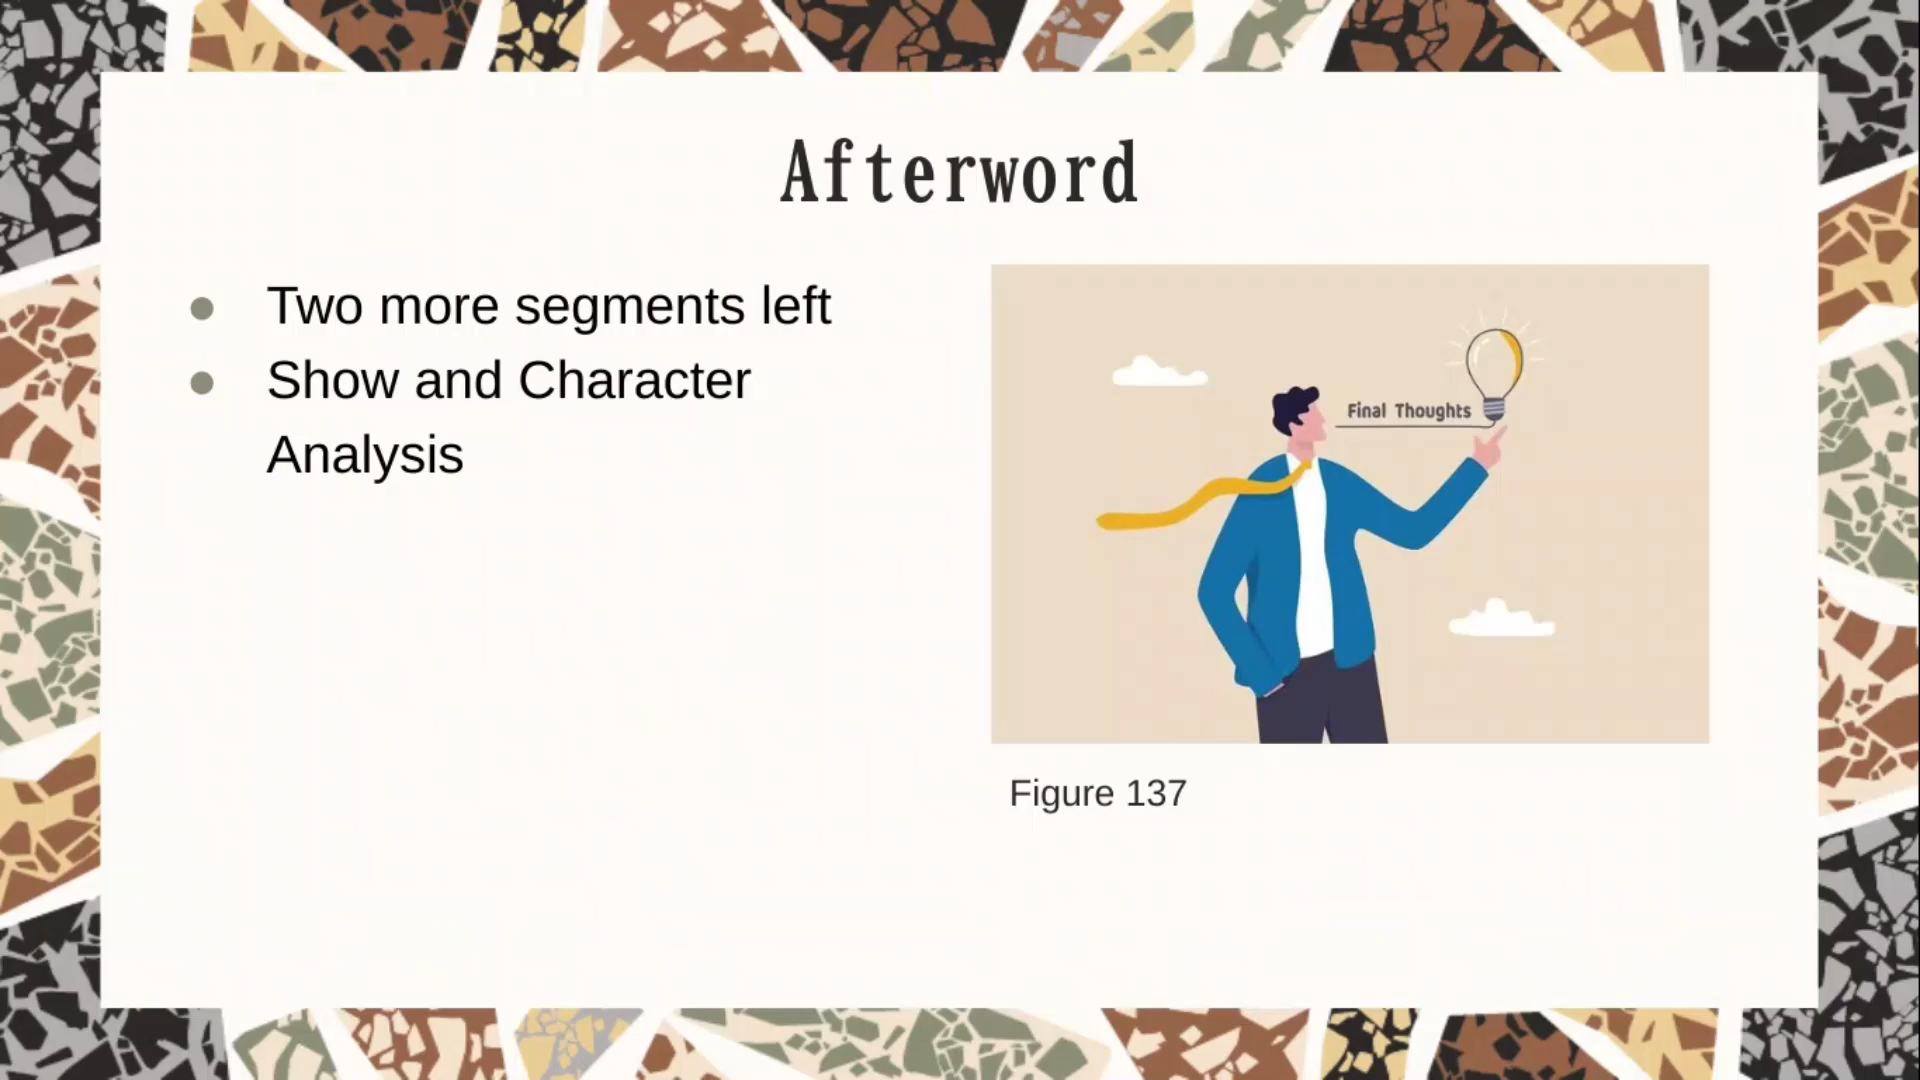 Afterword
● Two more segments left
● Show and Character
Analysis
Final Thoughts
Figure 137